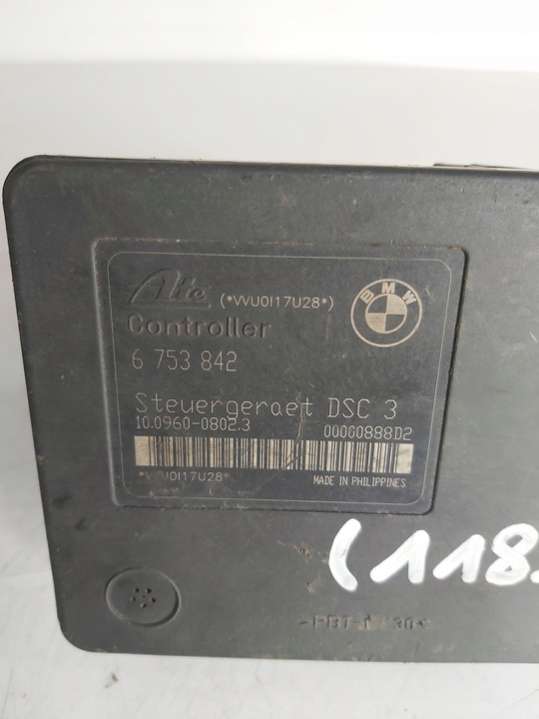 Ate (*VVU0I17U28*)
BMW
Controller
6 753 842
Steuergeraet DSC 3
10.0960-0802.3 00000888D2
*VVU0I17U28*
MADE IN PHILIPPINES
(118.